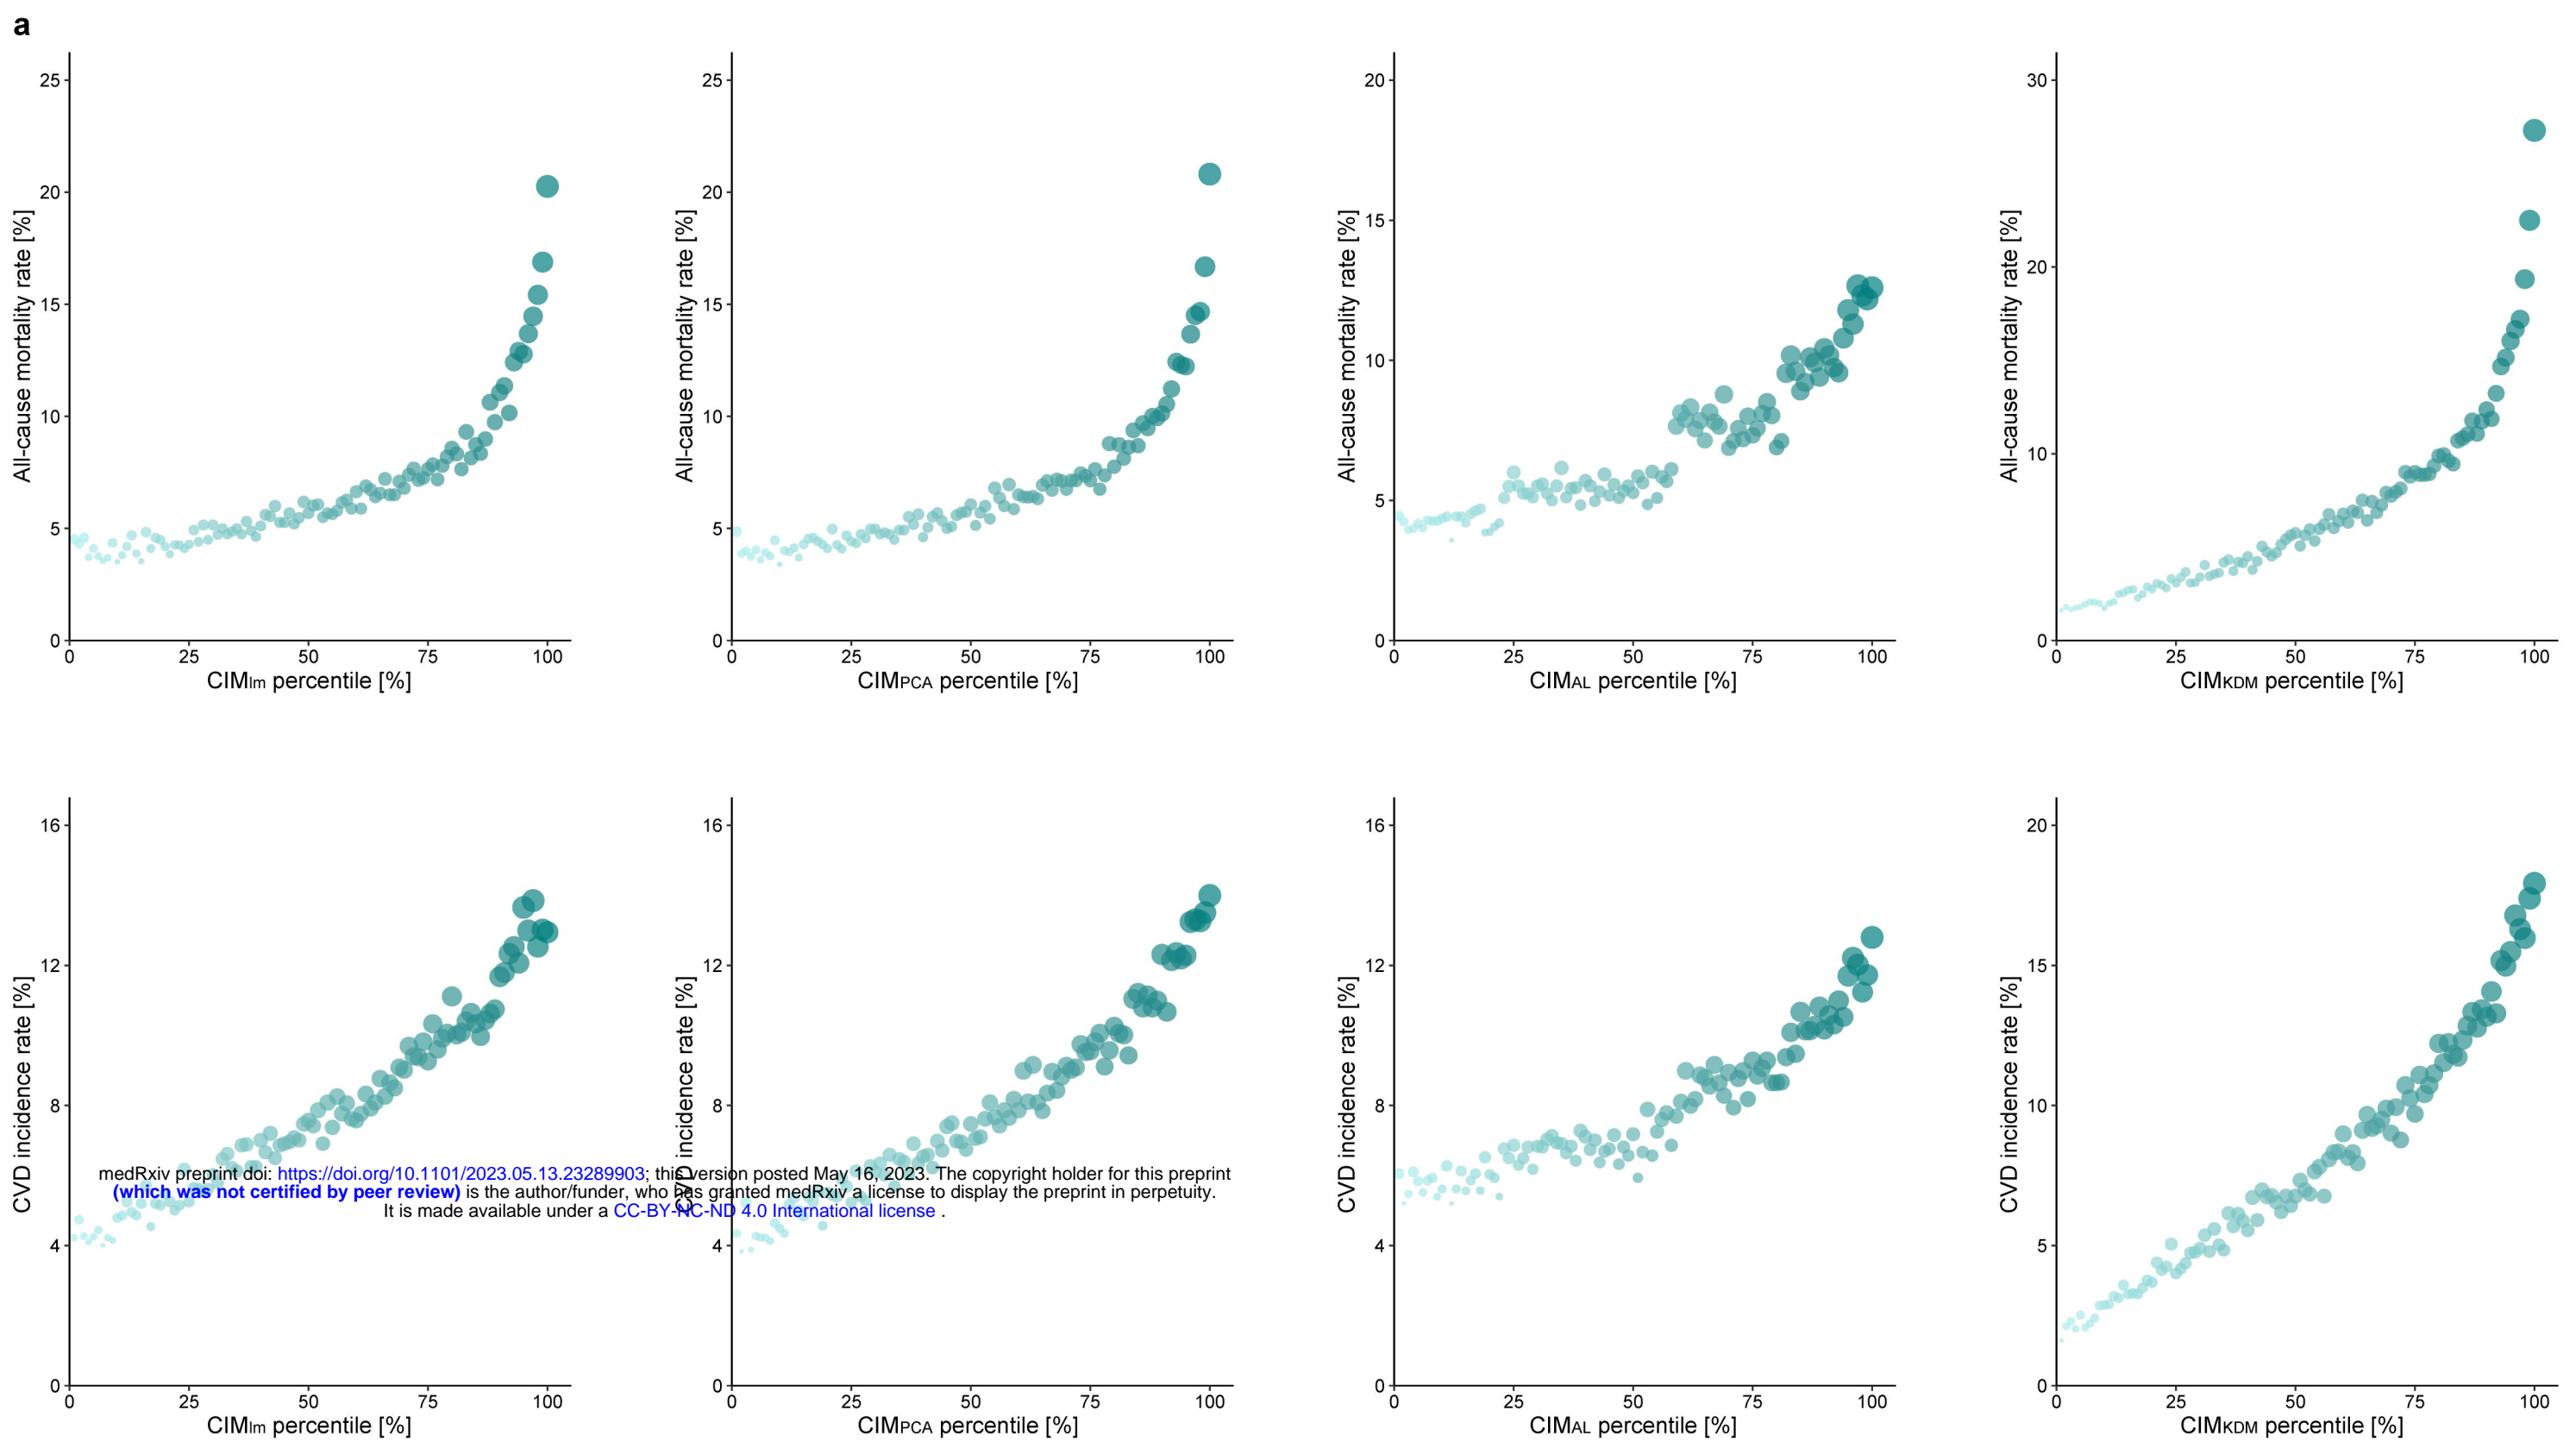 a
25
20
15
10
5
0
All-cause mortality rate [%]
0 25 50 75 100
CIMlm percentile [%]
25
20
15
10
5
0
All-cause mortality rate [%]
0 25 50 75 100
CIMPCA percentile [%]
20
15
10
5
0
All-cause mortality rate [%]
0 25 50 75 100
CIMAL percentile [%]
30
20
10
0
All-cause mortality rate [%]
0 25 50 75 100
CIMKDM percentile [%]
16
12
8
4
0
CVD incidence rate [%]
0 25 50 75 100
CIMlm percentile [%]
16
12
8
4
0
CVD incidence rate [%]
0 25 50 75 100
CIMPCA percentile [%]
16
12
8
4
0
CVD incidence rate [%]
0 25 50 75 100
CIMAL percentile [%]
20
15
10
5
0
CVD incidence rate [%]
0 25 50 75 100
CIMKDM percentile [%]
medRxiv preprint doi: https://doi.org/10.1101/2023.05.13.23289903; this version posted May 16, 2023. The copyright holder for this preprint
(which was not certified by peer review) is the author/funder, who has granted medRxiv a license to display the preprint in perpetuity.
It is made available under a CC-BY-NC-ND 4.0 International license .